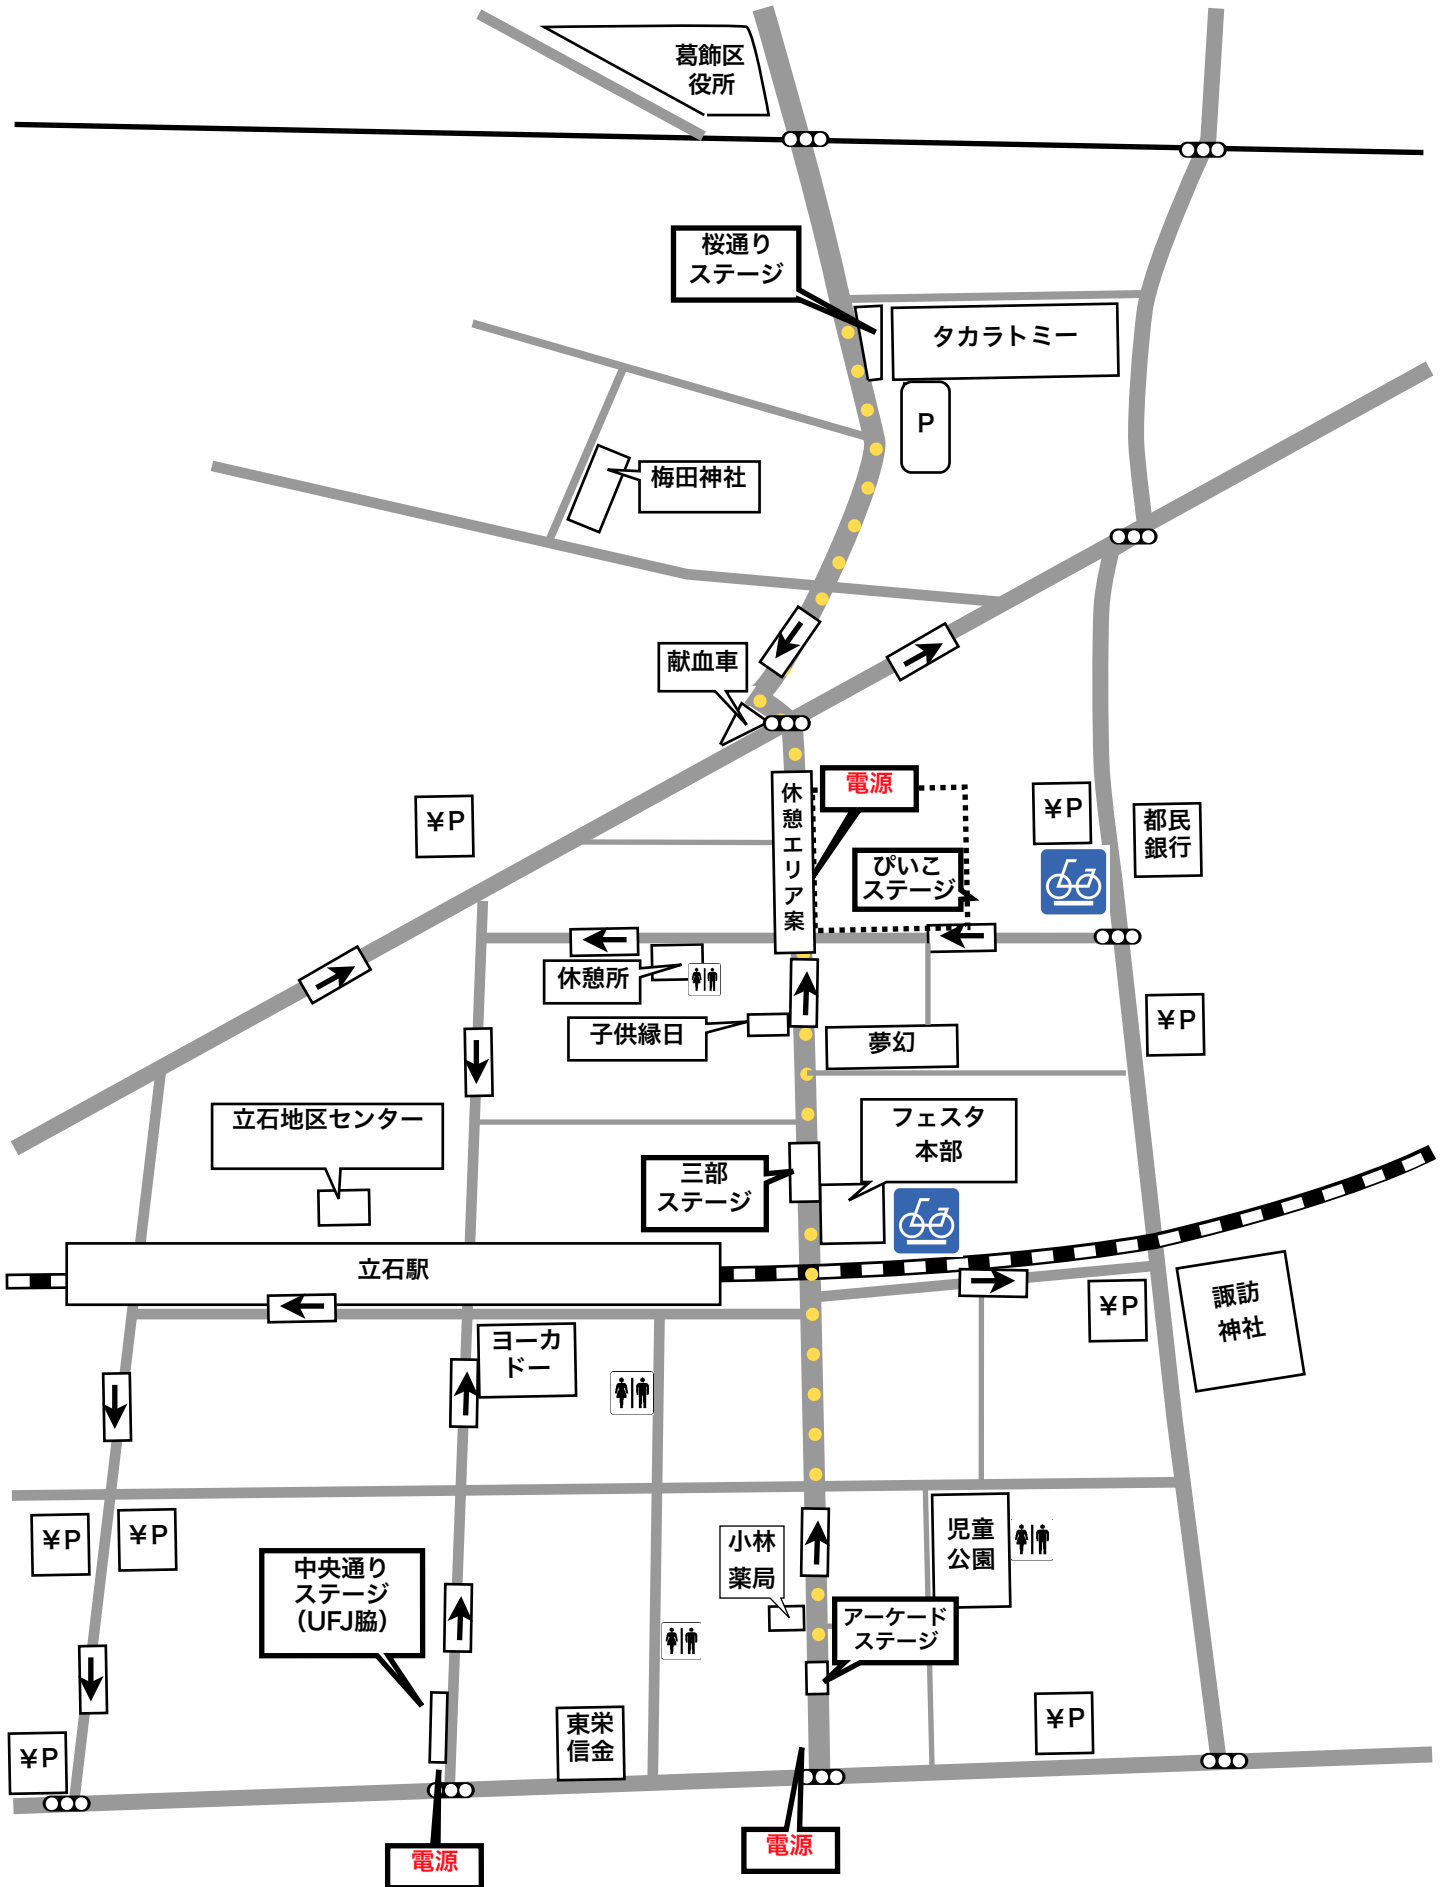 葛飾区
役所
桜通り
ステージ
タカラトミー
P
梅田神社
献血車
電源
休憩エリア案
￥P
￥P
都民
銀行
ぴいこ
ステージ
休憩所
子供縁日
夢幻
￥P
立石地区センター
フェスタ
本部
三部
ステージ
立石駅
諏訪
神社
￥P
ヨーカ
ドー
￥P
￥P
中央通り
ステージ
（UFJ脇）
小林
薬局
児童
公園
アーケード
ステージ
東栄
信金
￥P
￥P
電源
電源